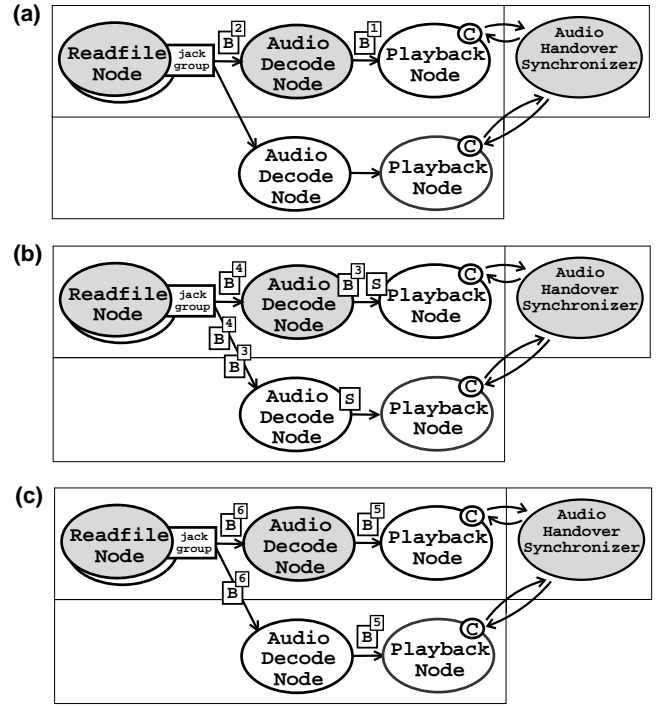 (a)
Readfile
Node
jack
group
B 2
Audio
Decode
Node
B 1
Playback
Node
C
Audio
Handover
Synchronizer
Audio
Decode
Node
Playback
Node
C
(b)
Readfile
Node
jack
group
B 4
Audio
Decode
Node
B 3
S
Playback
Node
C
Audio
Handover
Synchronizer
B 4
B 3
Audio
Decode
Node
S
Playback
Node
C
(c)
Readfile
Node
jack
group
B 6
Audio
Decode
Node
B 5
Playback
Node
C
Audio
Handover
Synchronizer
B 6
Audio
Decode
Node
B 5
Playback
Node
C